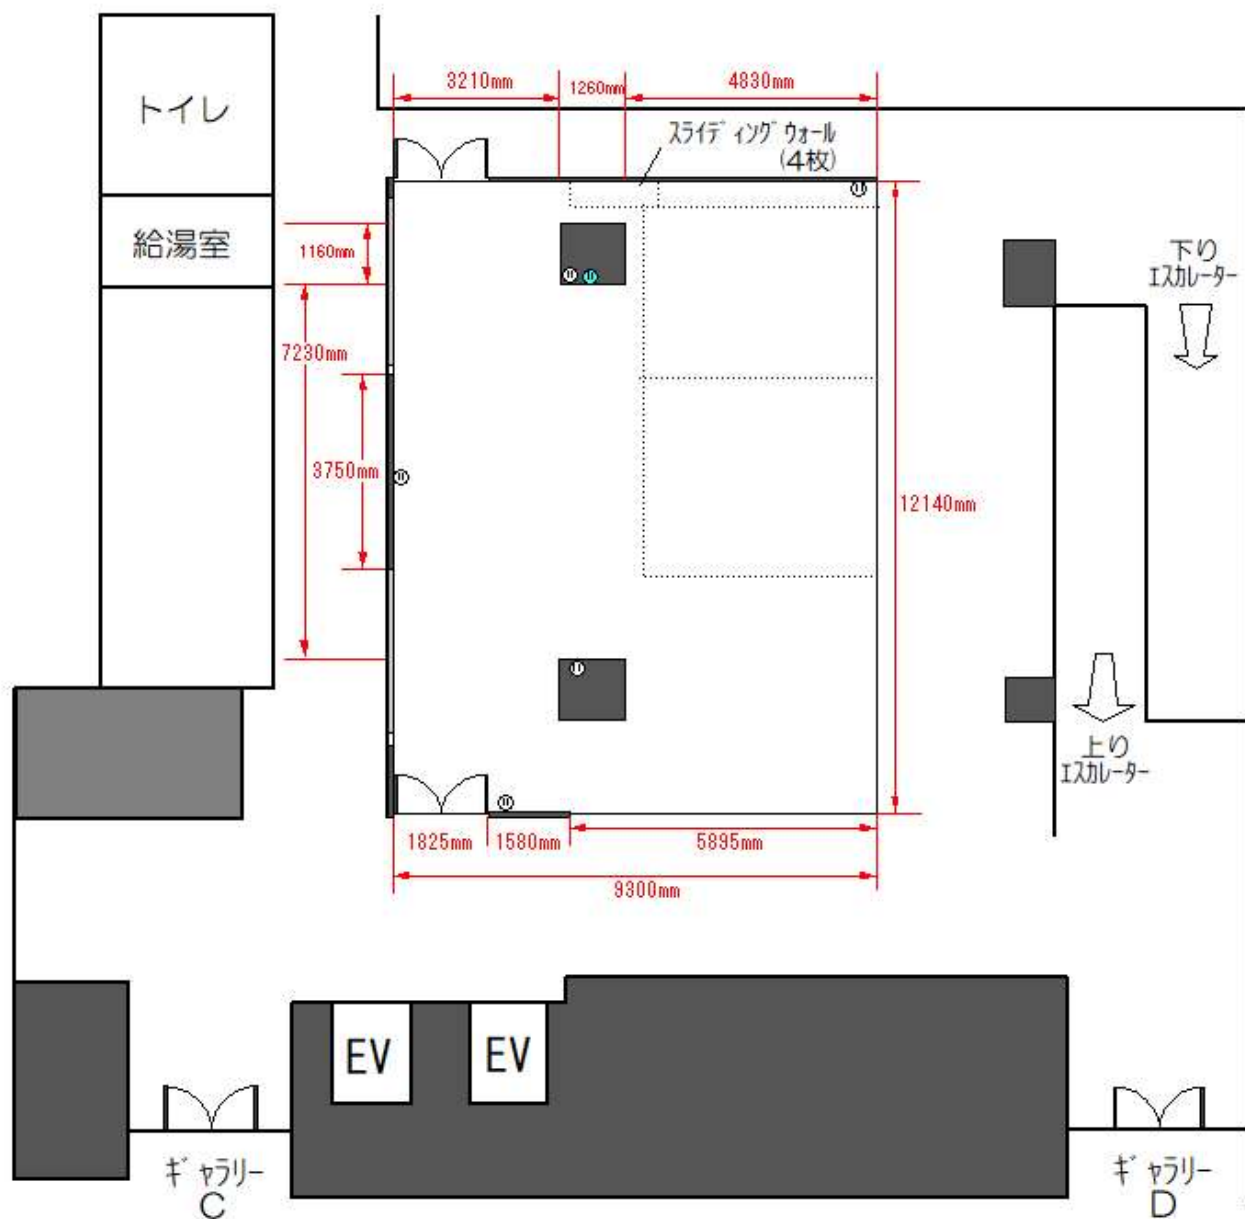 3210mm
1260mm
4830mm
トイレ
スライディングウォール
(4枚)
給湯室
1160mm
下り
エスカレーター
7230mm
3750mm
12140mm
上り
エスカレーター
1825mm
1580mm
5895mm
9300mm
EV
EV
ギャラリー
C
ギャラリー
D